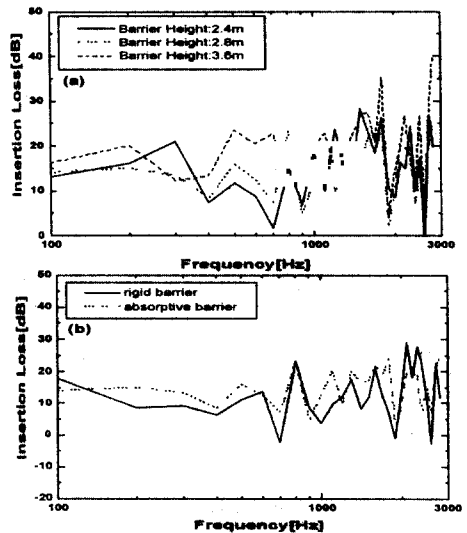 50
40
30
20
10
0
Insertion Loss[dB]
Barrier Height:2.4m
Barrier Height:2.8m
Barrier Height:3.6m
(a)
100
1000
3000
Frequency[Hz]
50
50
40
30
20
10
0
-10
-20
Insertion Loss[dB]
rigid barrier
absorptive barrier
(b)
100
1000
3000
Frequency[Hz]